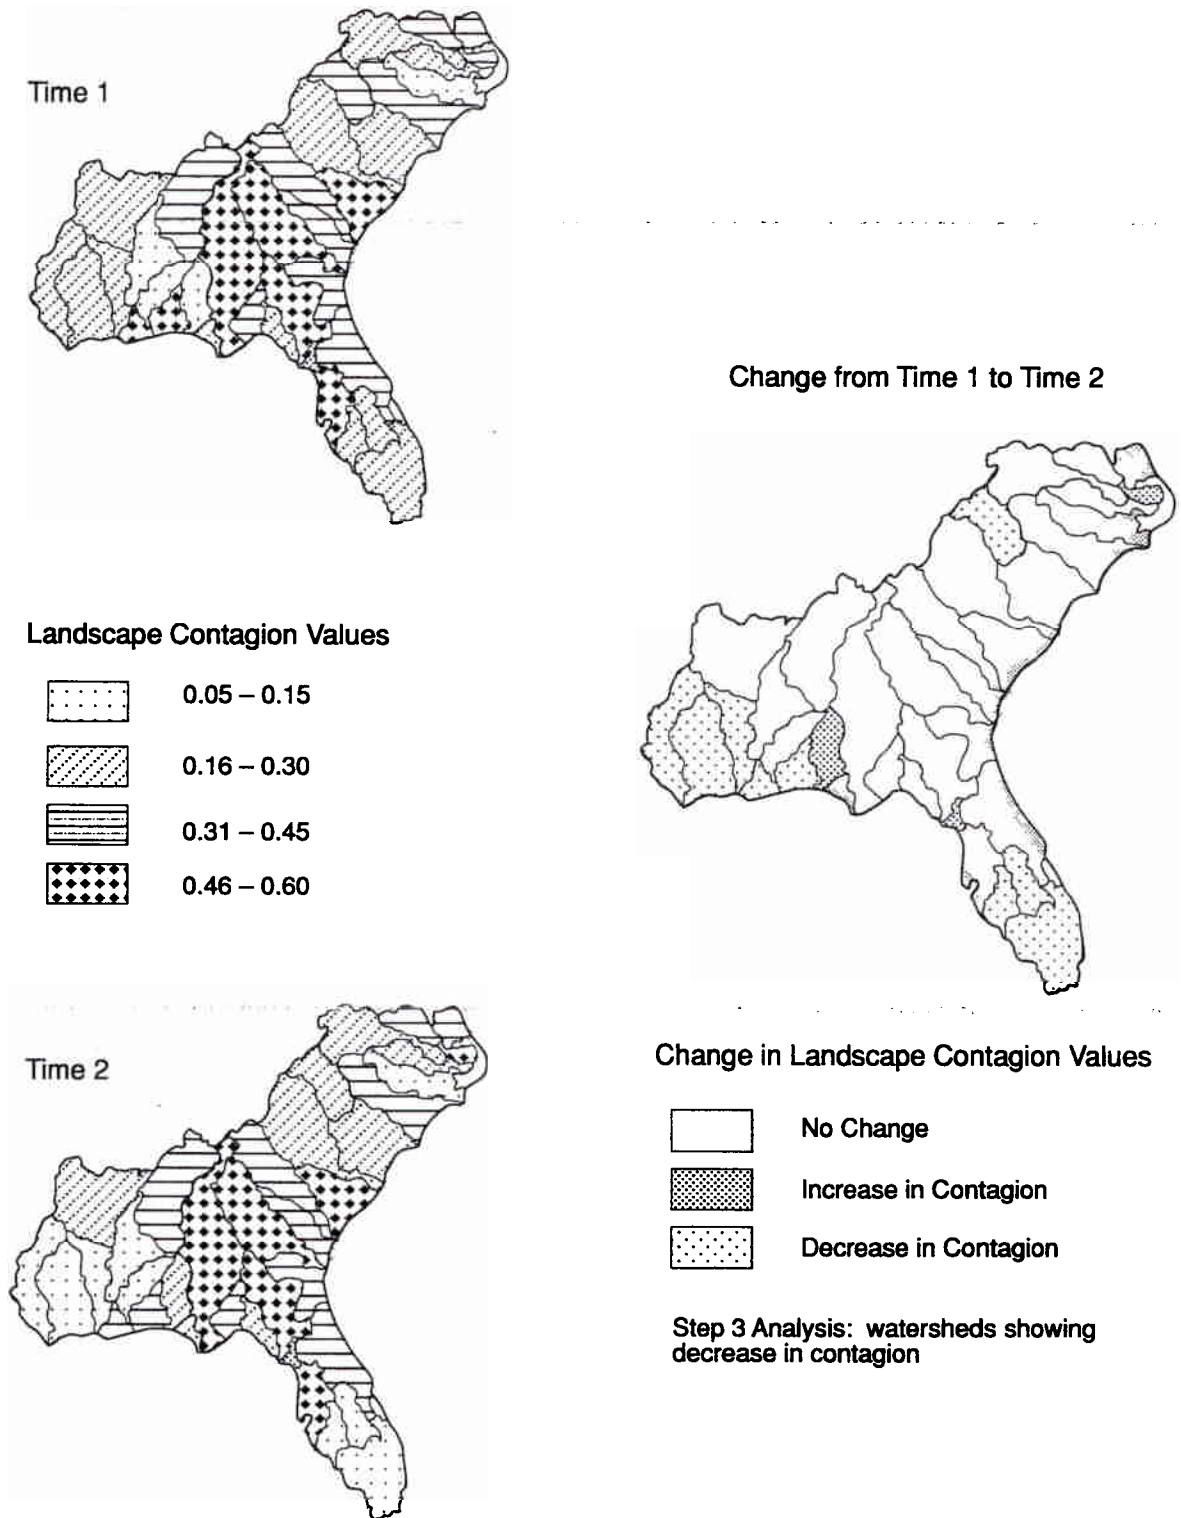 Time 1
Change from Time 1 to Time 2
Landscape Contagion Values
0.05 – 0.15
0.16 – 0.30
0.31 – 0.45
0.46 – 0.60
Time 2
Change in Landscape Contagion Values
No Change
Increase in Contagion
Decrease in Contagion
Step 3 Analysis: watersheds showing
decrease in contagion